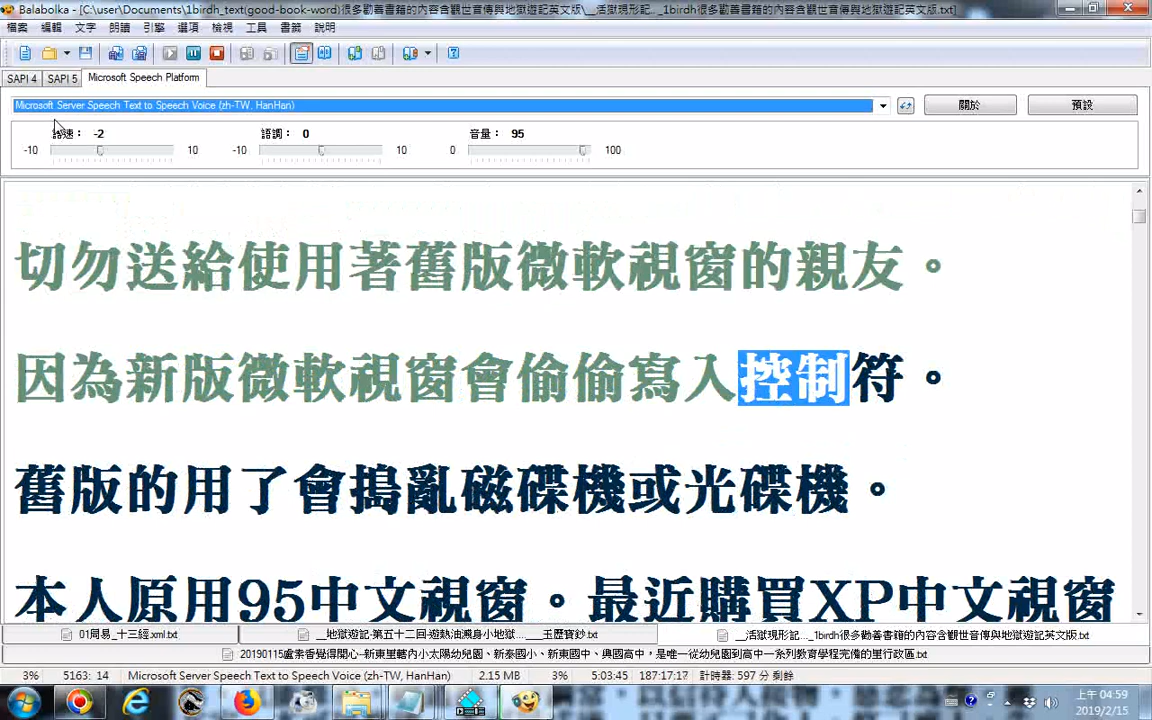 Balabolka - [C:\user\Documents\1birdh_text(good-book-word)很多勸善書籍的內容含觀世音傳與地獄遊記英文版\__活獄現形記..._1birdh很多勸善書籍的內容含觀世音傳與地獄遊記英文版.txt]
檔案 編輯 文字 朗讀 引擎 選項 檢視 工具 書籤 說明
SAPI 4 SAPI 5 Microsoft Speech Platform
Microsoft Server Speech Text to Speech Voice (zh-TW, HanHan) 關於 預設
語速： -2 語調： 0 音量： 95
-10 10 -10 10 0 100
切勿送給使用著舊版微軟視窗的親友。
因為新版微軟視窗會偷偷寫入控制符。
舊版的用了會搗亂磁碟機或光碟機。
本人原用95中文視窗。最近購買XP中文視窗
01周易_十三經.xml.txt __地獄遊記-第五十二回-遊熱油濺身小地獄...___玉歷寶鈔.txt __活獄現形記..._1birdh很多勸善書籍的內容含觀世音傳與地獄遊記英文版.txt
20190115盧素香覺得開心-新東里轄內小太陽幼兒園、新泰國小、新東國中、興國高中，是唯一從幼兒園到高中一系列教育學程完備的里行政區.txt
3% 5163: 14 Microsoft Server Speech Text to Speech Voice (zh-TW, HanHan) 2.15 MB 3% 5:03:45 187:17:17 計時器: 597 分 剩餘
上午 04:59
2019/2/15